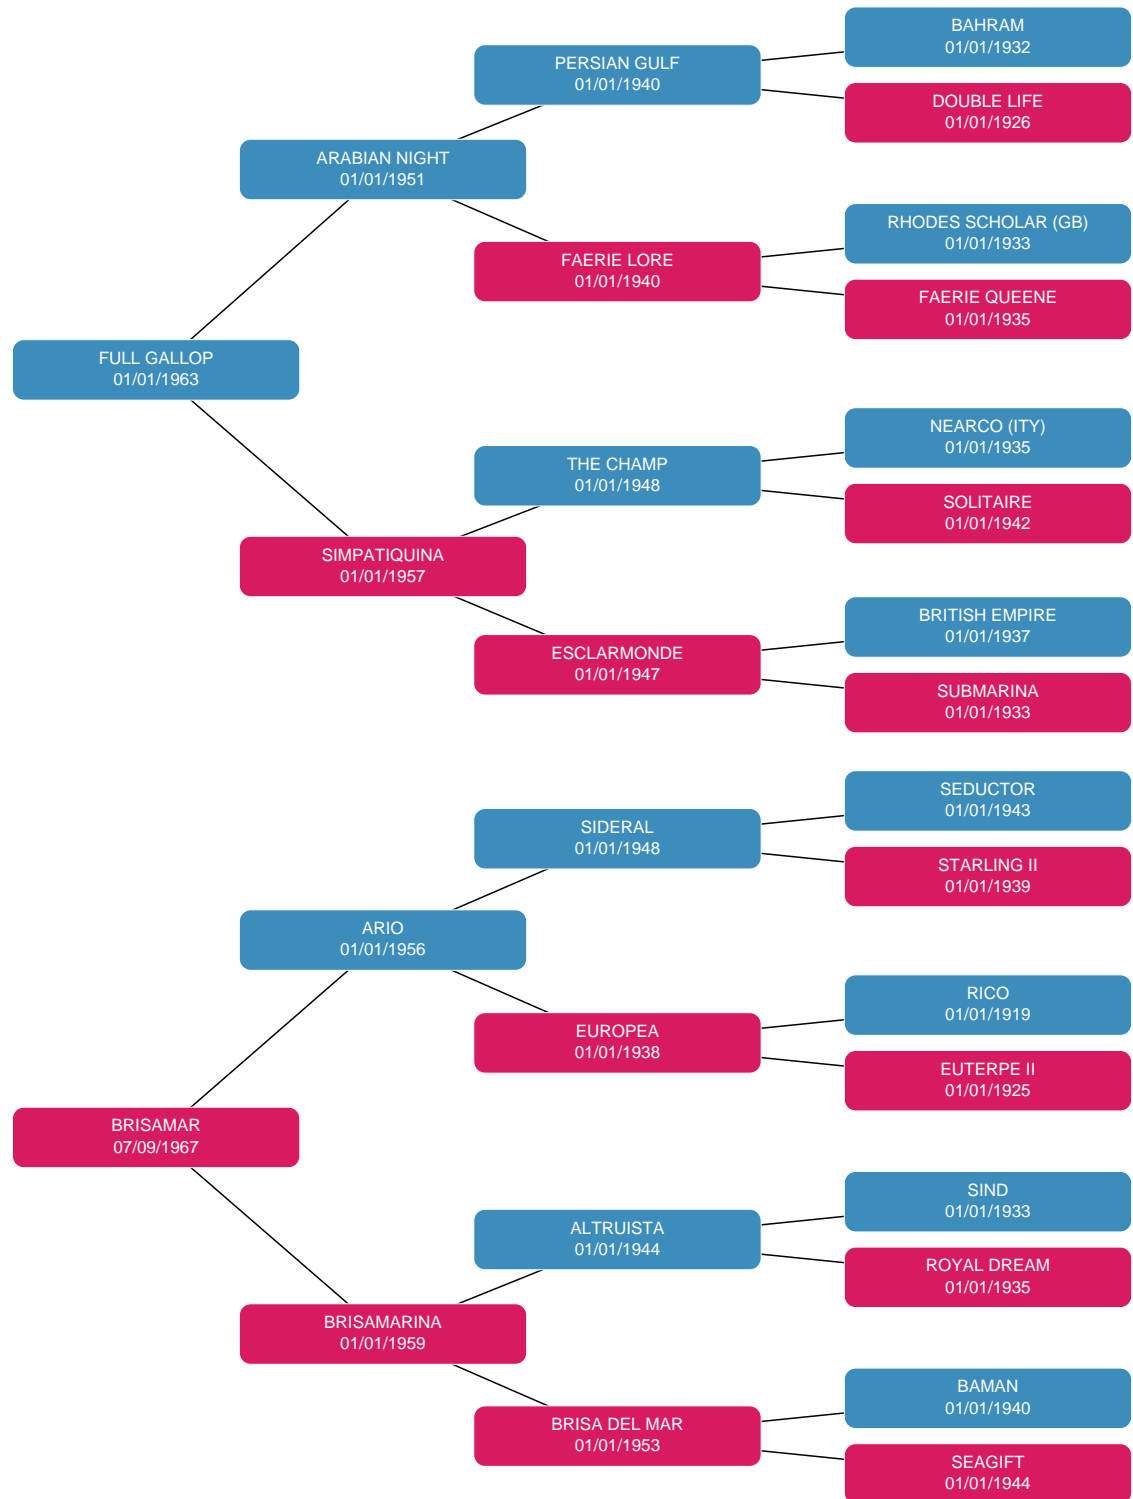 BAHRAM
01/01/1932
PERSIAN GULF
01/01/1940
DOUBLE LIFE
01/01/1926
ARABIAN NIGHT
01/01/1951
RHODES SCHOLAR (GB)
01/01/1933
FAERIE LORE
01/01/1940
FAERIE QUEENE
01/01/1935
FULL GALLOP
01/01/1963
NEARCO (ITY)
01/01/1935
THE CHAMP
01/01/1948
SOLITAIRE
01/01/1942
SIMPATIQUINA
01/01/1957
BRITISH EMPIRE
01/01/1937
ESCLARMONDE
01/01/1947
SUBMARINA
01/01/1933
SEDUCTOR
01/01/1943
SIDERAL
01/01/1948
STARLING II
01/01/1939
ARIO
01/01/1956
RICO
01/01/1919
EUROPEA
01/01/1938
EUTERPE II
01/01/1925
BRISAMAR
07/09/1967
SIND
01/01/1933
ALTRUISTA
01/01/1944
ROYAL DREAM
01/01/1935
BRISAMARINA
01/01/1959
BAMAN
01/01/1940
BRISA DEL MAR
01/01/1953
SEAGIFT
01/01/1944